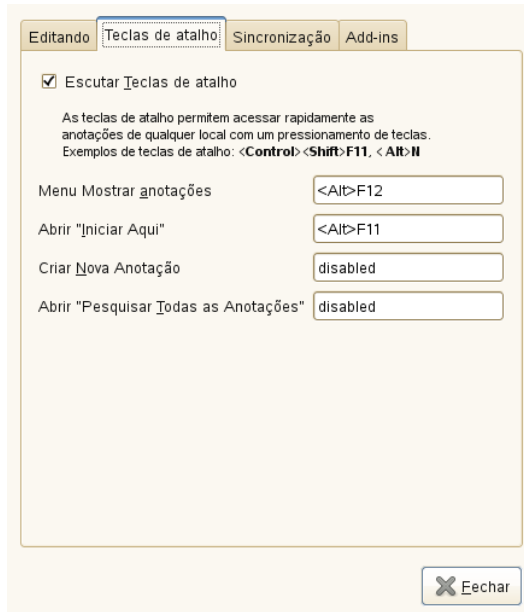 Editando Teclas de atalho Sincronização Add-ins
Escutar Teclas de atalho
As teclas de atalho permitem acessar rapidamente as
anotações de qualquer local com um pressionamento de teclas.
Exemplos de teclas de atalho: <Control><Shift>F11, <Alt>N
Menu Mostrar anotações <Alt>F12
Abrir "Iniciar Aqui" <Alt>F11
Criar Nova Anotação disabled
Abrir "Pesquisar Todas as Anotações" disabled
Fechar